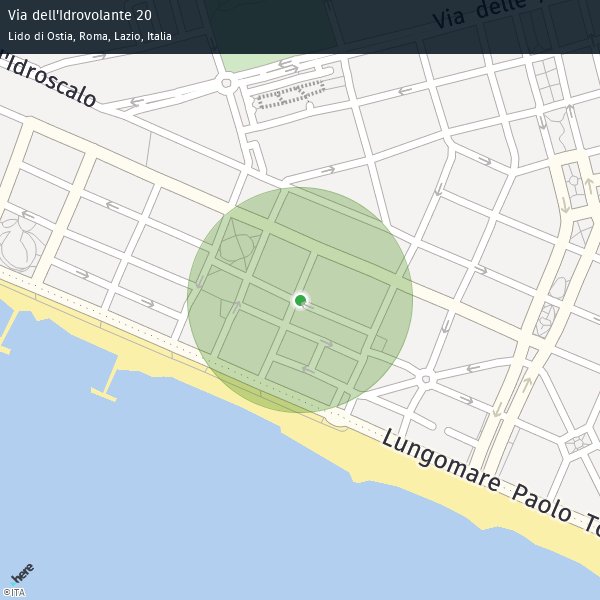 Via dell'Idrovolante 20
Lido di Ostia, Roma, Lazio, Italia
Via delle
l'Idroscalo
Lungomare Paolo To
here
©ITA